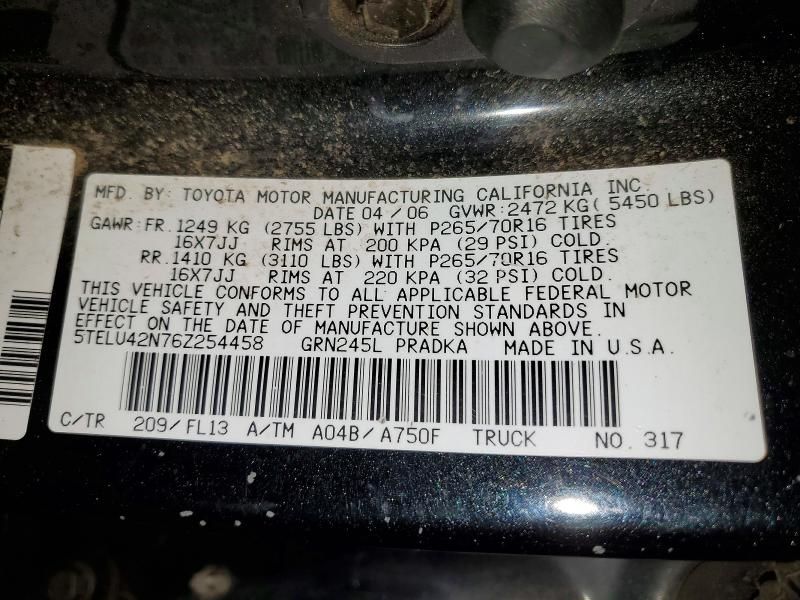 MFD. BY: TOYOTA MOTOR MANUFACTURING CALIFORNIA INC.
DATE 04/06 GVWR: 2472 KG ( 5450 LBS)
GAWR: FR. 1249 KG (2755 LBS) WITH P265/70R16 TIRES
16X7JJ RIMS AT 200 KPA (29 PSI) COLD.
RR. 1410 KG (3110 LBS) WITH P265/70R16 TIRES
16X7JJ RIMS AT 220 KPA (32 PSI) COLD.
THIS VEHICLE CONFORMS TO ALL APPLICABLE FEDERAL MOTOR
VEHICLE SAFETY AND THEFT PREVENTION STANDARDS IN
EFFECT ON THE DATE OF MANUFACTURE SHOWN ABOVE.
5TELU42N76Z254458 GRN245L PRADKA MADE IN U.S.A.
C/TR 209/FL13 A/TM A04B/A750F TRUCK NO. 317